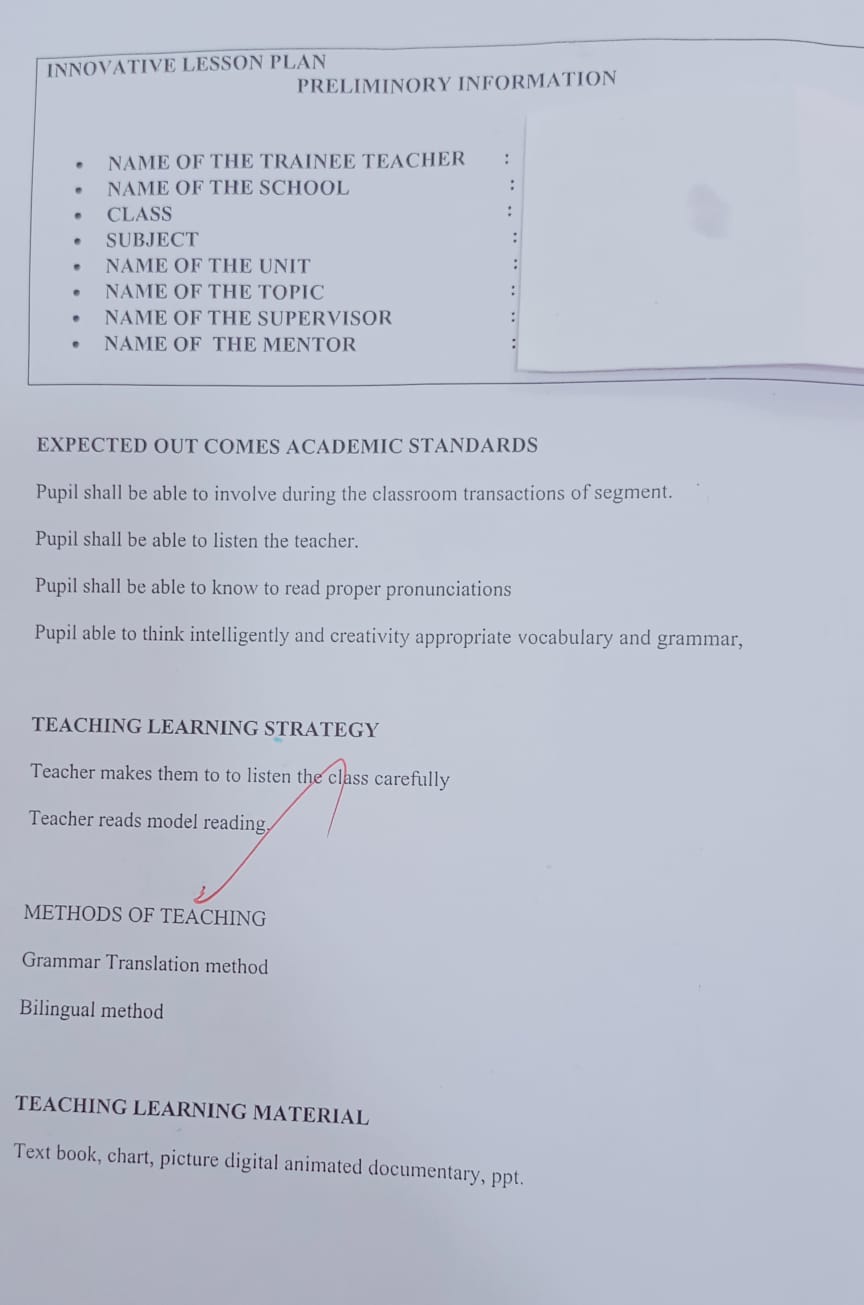 INNOVATIVE LESSON PLAN
PRELIMINORY INFORMATION
• NAME OF THE TRAINEE TEACHER :
• NAME OF THE SCHOOL :
• CLASS :
• SUBJECT :
• NAME OF THE UNIT :
• NAME OF THE TOPIC :
• NAME OF THE SUPERVISOR :
• NAME OF THE MENTOR :
EXPECTED OUT COMES ACADEMIC STANDARDS
Pupil shall be able to involve during the classroom transactions of segment.
Pupil shall be able to listen the teacher.
Pupil shall be able to know to read proper pronunciations
Pupil able to think intelligently and creativity appropriate vocabulary and grammar,
TEACHING LEARNING STRATEGY
Teacher makes them to to listen the class carefully
Teacher reads model reading.
METHODS OF TEACHING
Grammar Translation method
Bilingual method
TEACHING LEARNING MATERIAL
Text book, chart, picture digital animated documentary, ppt.